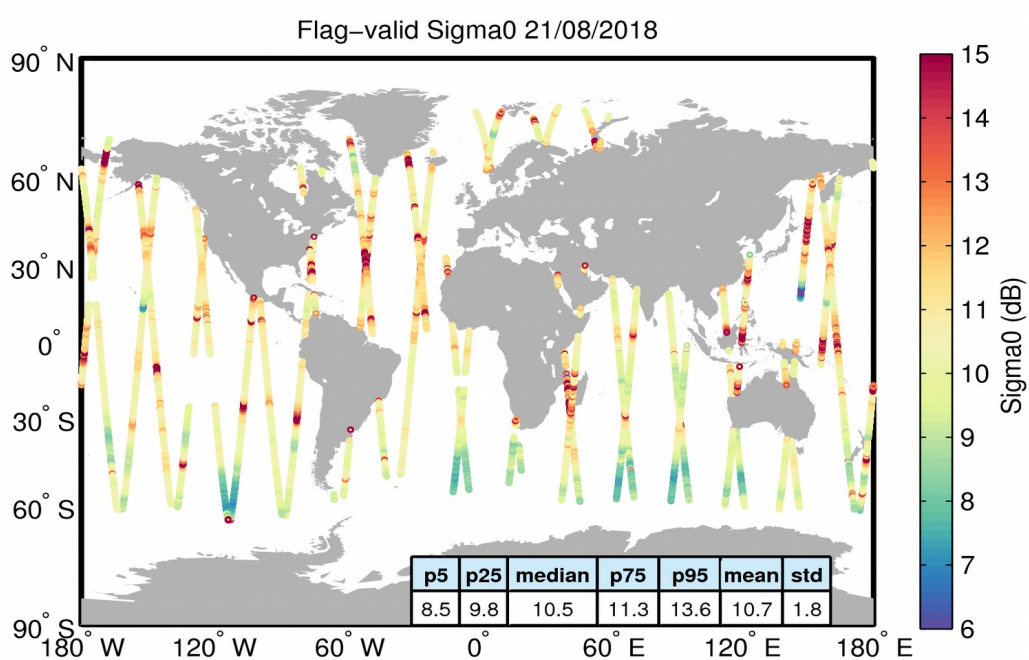 Flag−valid Sigma0 21/08/2018
90° N
60° N
30° N
0°
30° S
60° S
90° S
180° W
120° W
60° W
0°
60° E
120° E
180° E
p5 p25 median p75 p95 mean std
8.5 9.8 10.5 11.3 13.6 10.7 1.8
15
14
13
12
11
10
9
8
7
6
Sigma0 (dB)